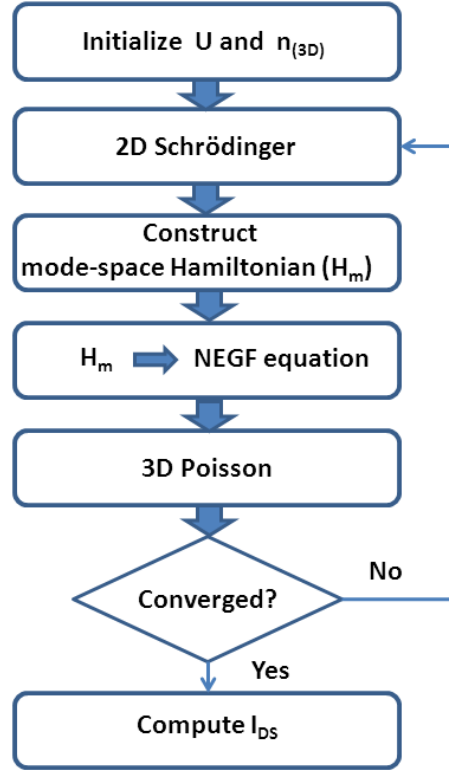 Initialize U and n(3D)
2D Schrödinger
Construct
mode-space Hamiltonian (Hm)
Hm NEGF equation
3D Poisson
Converged?
No
Yes
Compute IDS